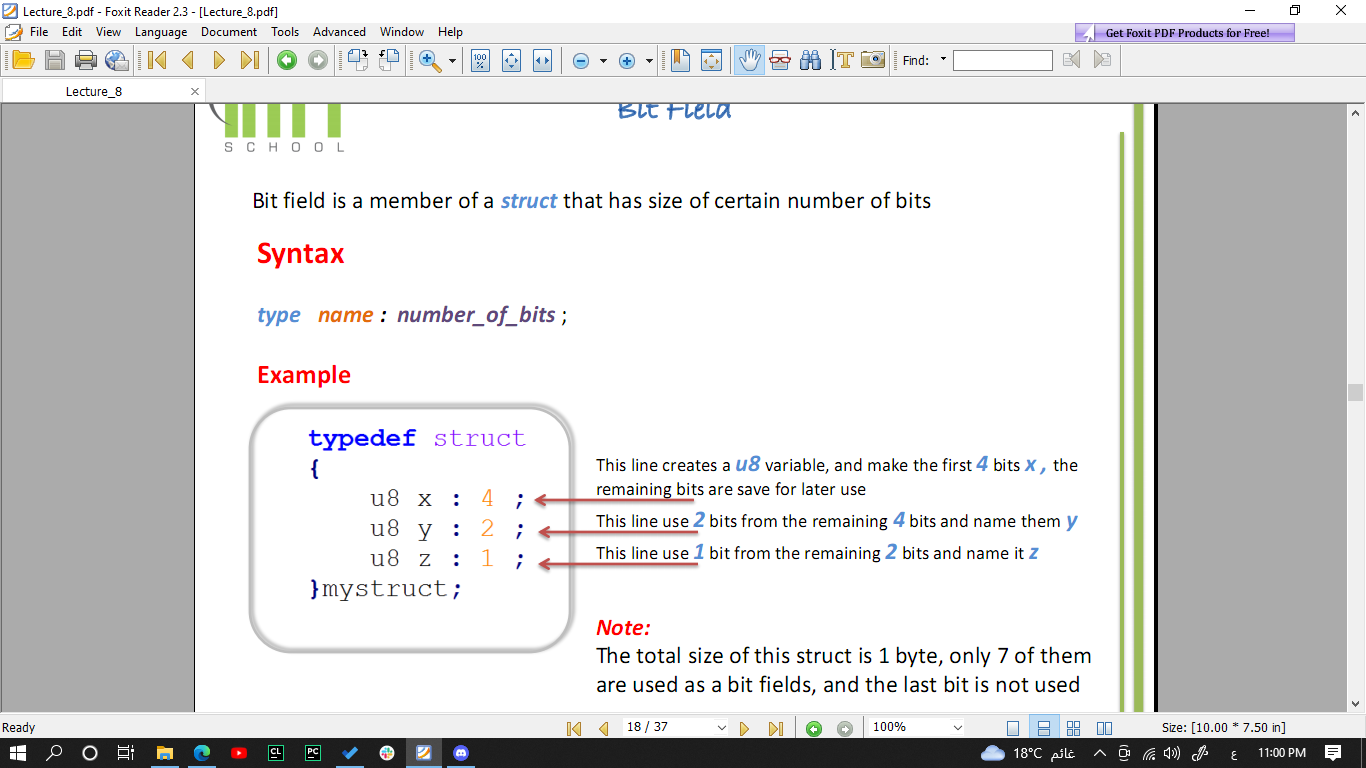 Lecture_8.pdf - Foxit Reader 2.3 - [Lecture_8.pdf]
File Edit View Language Document Tools Advanced Window Help
Get Foxit PDF Products for Free!
100 %
Find:
Lecture_8
Bit Field
SCHOOL
Bit field is a member of a struct that has size of certain number of bits
Syntax
type name : number_of_bits ;
Example
typedef struct
{
u8 x : 4 ;
u8 y : 2 ;
u8 z : 1 ;
}mystruct;
This line creates a u8 variable, and make the first 4 bits x , the
remaining bits are save for later use
This line use 2 bits from the remaining 4 bits and name them y
This line use 1 bit from the remaining 2 bits and name it z
Note:
The total size of this struct is 1 byte, only 7 of them
are used as a bit fields, and the last bit is not used
Ready
18 / 37
100%
Size: [10.00 * 7.50 in]
CL
PC
18°C غائم
ع
11:00 PM